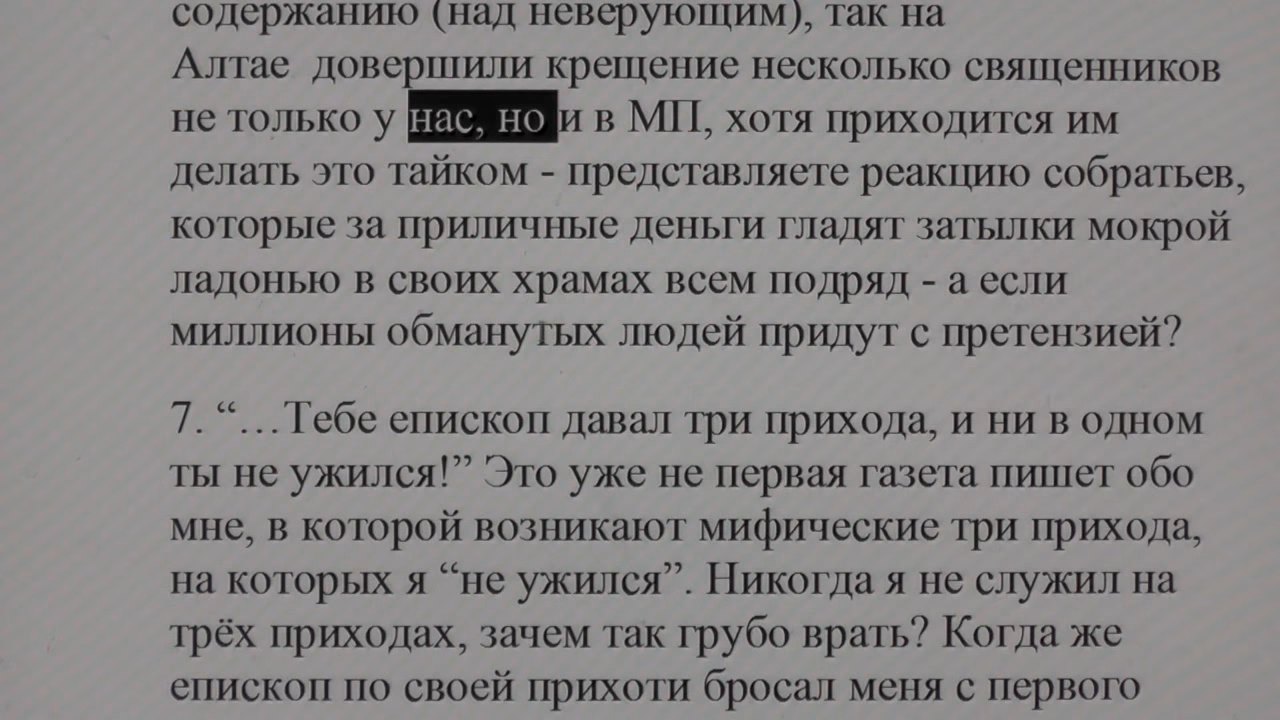 содержанию (над неверующим), так на
Алтае  довершили крещение несколько священников
не только у нас, но и в МП, хотя приходится им
делать это тайком - представляете реакцию собратьев,
которые за приличные деньги гладят затылки мокрой
ладонью в своих храмах всем подряд - а если
миллионы обманутых людей придут с претензией?
7. “…Тебе епископ давал три прихода, и ни в одном
ты не ужился!” Это уже не первая газета пишет обо
мне, в которой возникают мифические три прихода,
на которых я “не ужился”. Никогда я не служил на
трёх приходах, зачем так грубо врать? Когда же
епископ по своей прихоти бросал меня с первого